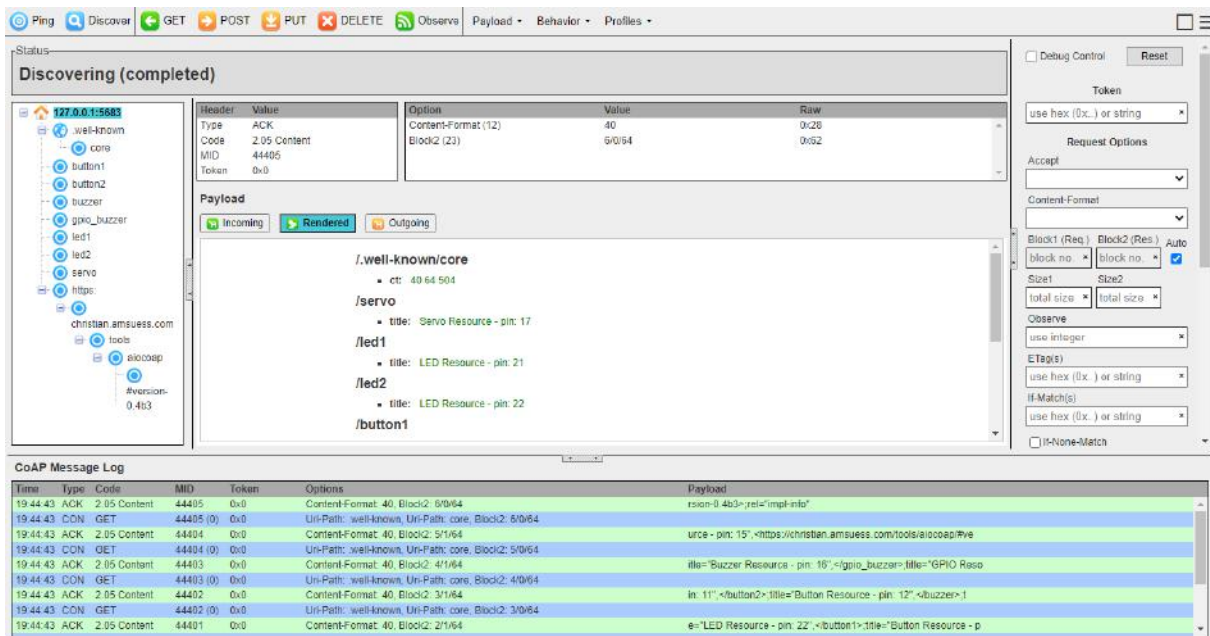 Ping Discover GET POST PUT DELETE Observe Payload Behavior Profiles
Status
Discovering (completed)
127.0.0.1:5683
.well-known
core
button1
button2
buzzer
gpio_buzzer
led1
led2
servo
https:
christian.amsuess.com
tools
aiocoap
#version-
0.4b3
Header Value
Type ACK
Code 2.05 Content
MID 44405
Token 0x0
Option Value Raw
Content-Format (12) 40 0x28
Block2 (23) 6/0/64 0x62
Payload
Incoming Rendered Outgoing
/.well-known/core
ct: 40 64 504
/servo
title: Servo Resource - pin: 17
/led1
title: LED Resource - pin: 21
/led2
title: LED Resource - pin: 22
/button1
Debug Control Reset
Token
use hex (0x..) or string ×
Request Options
Accept
Content-Format
Block1 (Req.) Block2 (Res.) Auto
block no. × block no. ×
Size1 Size2
total size × total size ×
Observe
use integer ×
ETag(s)
use hex (0x..) or string ×
If-Match(s)
use hex (0x..) or string ×
If-None-Match
CoAP Message Log
Time Type Code MID Token Options Payload
19:44:43 ACK 2.05 Content 44405 0x0 Content-Format: 40, Block2: 6/0/64 rsion-0.4b3>;rel="impl-info"
19:44:43 CON GET 44405 (0) 0x0 Uri-Path: .well-known, Uri-Path: core, Block2: 6/0/64
19:44:43 ACK 2.05 Content 44404 0x0 Content-Format: 40, Block2: 5/1/64 urce - pin: 15",<https://christian.amsuess.com/tools/aiocoap/#ve
19:44:43 CON GET 44404 (0) 0x0 Uri-Path: .well-known, Uri-Path: core, Block2: 5/0/64
19:44:43 ACK 2.05 Content 44403 0x0 Content-Format: 40, Block2: 4/1/64 itle="Buzzer Resource - pin: 16",</gpio_buzzer>;title="GPIO Reso
19:44:43 CON GET 44403 (0) 0x0 Uri-Path: .well-known, Uri-Path: core, Block2: 4/0/64
19:44:43 ACK 2.05 Content 44402 0x0 Content-Format: 40, Block2: 3/1/64 in: 11",</button2>;title="Button Resource - pin: 12",</buzzer>;t
19:44:43 CON GET 44402 (0) 0x0 Uri-Path: .well-known, Uri-Path: core, Block2: 3/0/64
19:44:43 ACK 2.05 Content 44401 0x0 Content-Format: 40, Block2: 2/1/64 e="LED Resource - pin: 22",</button1>;title="Button Resource - p